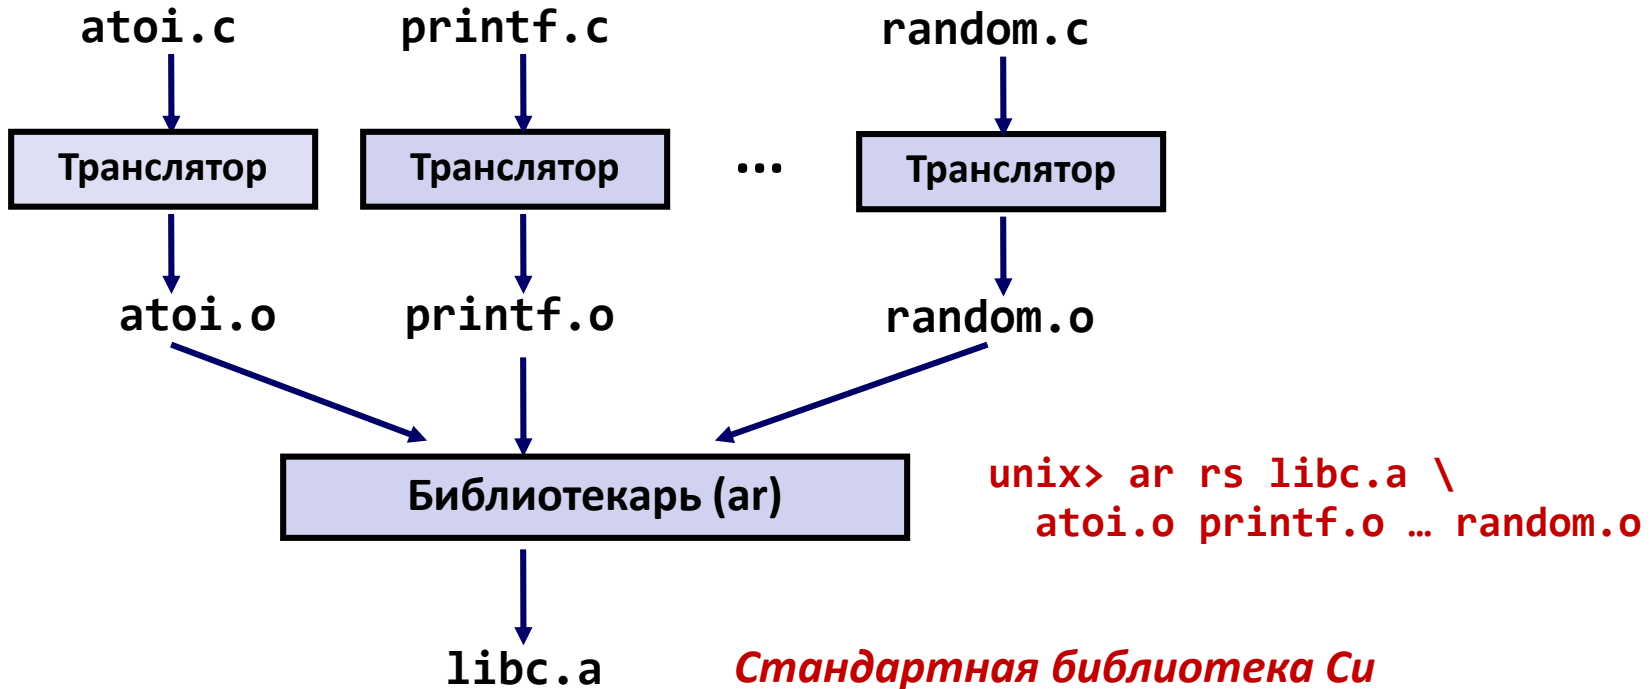 atoi.c printf.c random.c
Транслятор Транслятор ... Транслятор
atoi.o printf.o random.o
Библиотекарь (ar)
unix> ar rs libc.a \
atoi.o printf.o … random.o
libc.a Стандартная библиотека Си